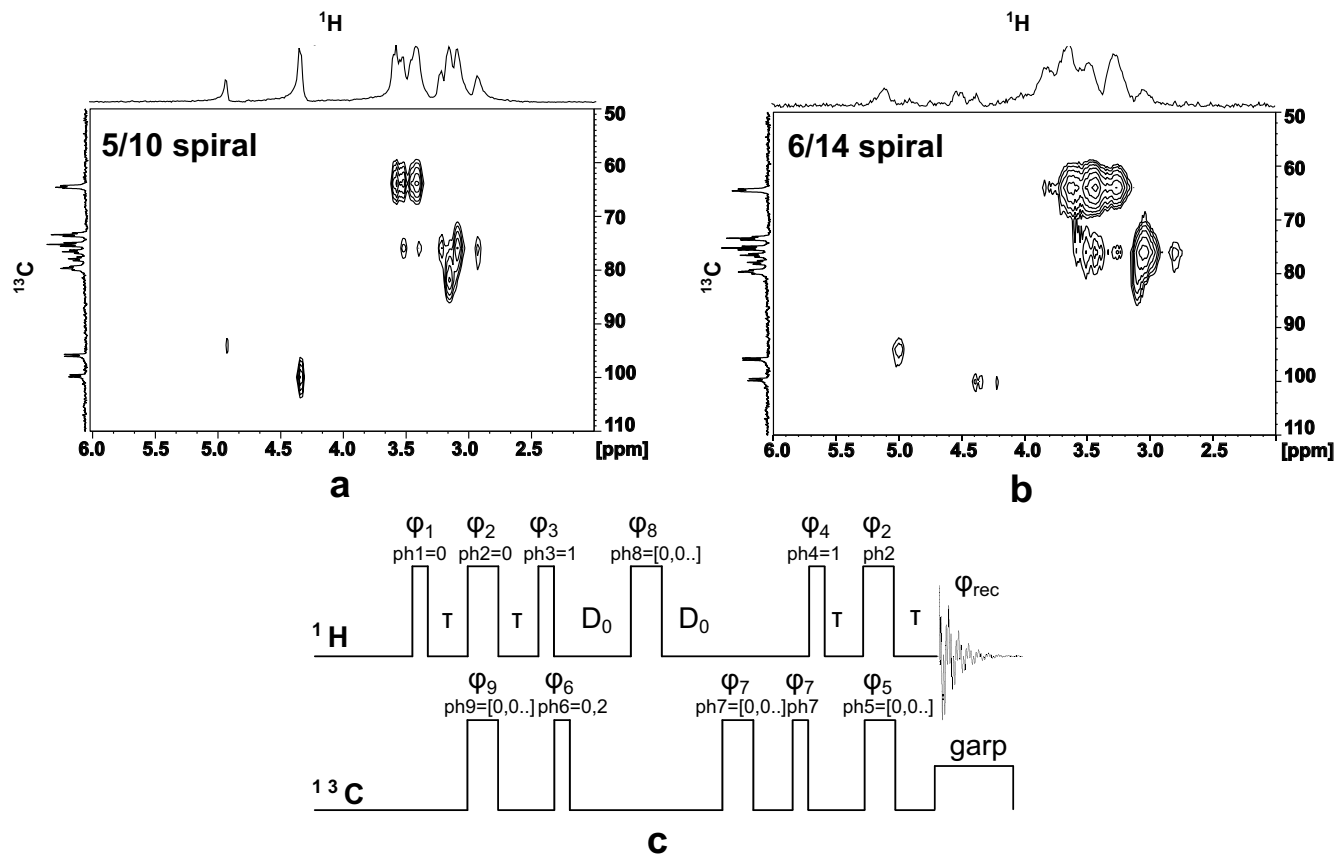 ¹H
5/10 spiral
¹³C
50
60
70
80
90
100
110
6.0 5.5 5.0 4.5 4.0 3.5 3.0 2.5 [ppm]
a
¹H
6/14 spiral
¹³C
50
60
70
80
90
100
110
6.0 5.5 5.0 4.5 4.0 3.5 3.0 2.5 [ppm]
b
φ₁ φ₂ φ₃ φ₈ φ₄ φ₂
ph1=0 ph2=0 ph3=1 ph8=[0,0..] ph4=1 ph2
φrec
τ τ D₀ D₀ τ τ
¹H
φ₉ φ₆ φ₇ φ₇ φ₅
ph9=[0,0..] ph6=0,2 ph7=[0,0..] ph7 ph5=[0,0..]
garp
¹³C
c